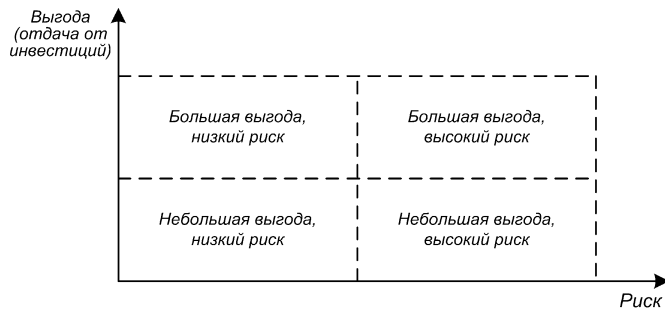 Выгода
(отдача от
инвестиций)
Большая выгода,
низкий риск
Большая выгода,
высокий риск
Небольшая выгода,
низкий риск
Небольшая выгода,
высокий риск
Риск